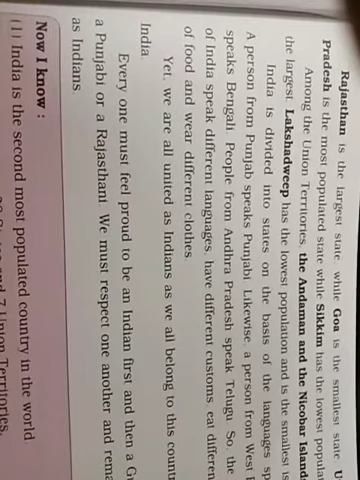 Rajasthan is the largest state, while Goa is the smallest state.
Pradesh is the most populated state while Sikkim has the lowest
Among the Union Territories, the Andaman and the Nicobar Islands
the largest. Lakshadweep has the lowest population and is the smallest
India is divided into states on the basis of the languages
A person from Punjab speaks Punjabi. Likewise, a person from West
speaks Bengali. People from Andhra Pradesh speak Telugu. So, the
of India speak different languages, have different customs, eat
of food and wear different clothes.
Yet, we are all united as Indians as we all belong to this
India.
Every one must feel proud to be an Indian first and then a
a Punjabi or a Rajasthani. We must respect one another and
as Indians.
Now I know :
(1) India is the second most populated country in the world
and 7 Union Territories.